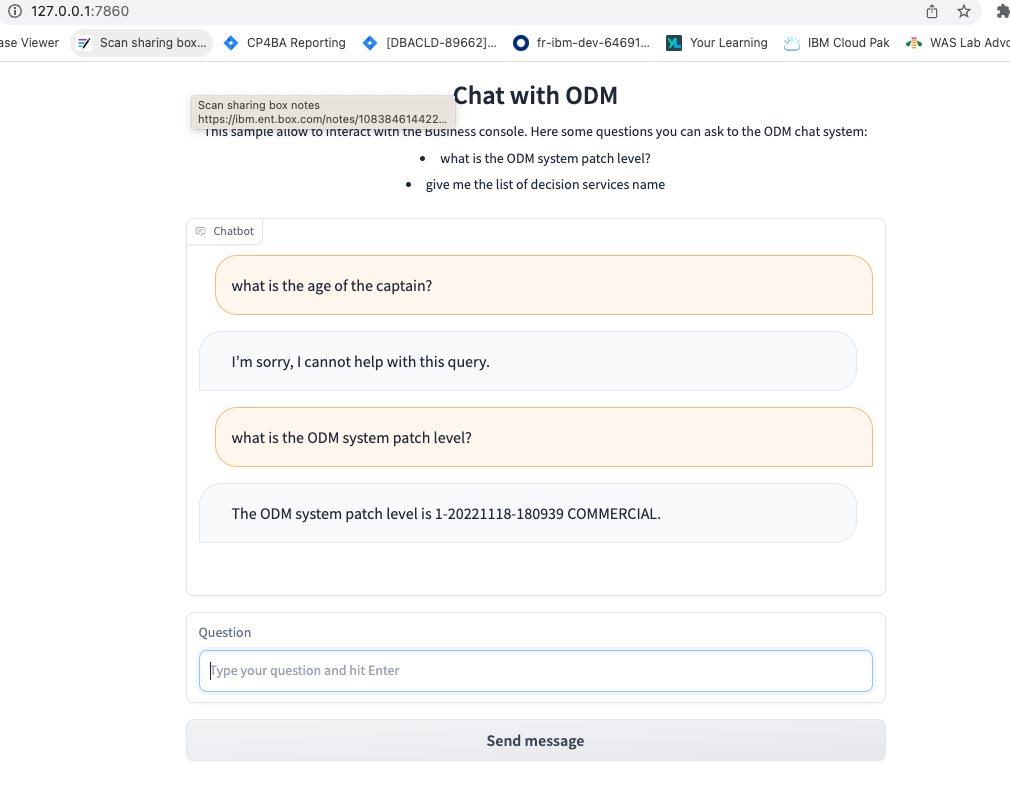 127.0.0.1:7860
ase Viewer
Scan sharing box...
CP4BA Reporting
[DBACLD-89662]...
fr-ibm-dev-64691...
YL
Your Learning
IBM Cloud Pak
WAS Lab Advo
Chat with ODM
Scan sharing box notes
https://ibm.ent.box.com/notes/108384614422...
This sample allow to interact with the Business console. Here some questions you can ask to the ODM chat system:
• what is the ODM system patch level?
• give me the list of decision services name
Chatbot
what is the age of the captain?
I'm sorry, I cannot help with this query.
what is the ODM system patch level?
The ODM system patch level is 1-20221118-180939 COMMERCIAL.
Question
Type your question and hit Enter
Send message